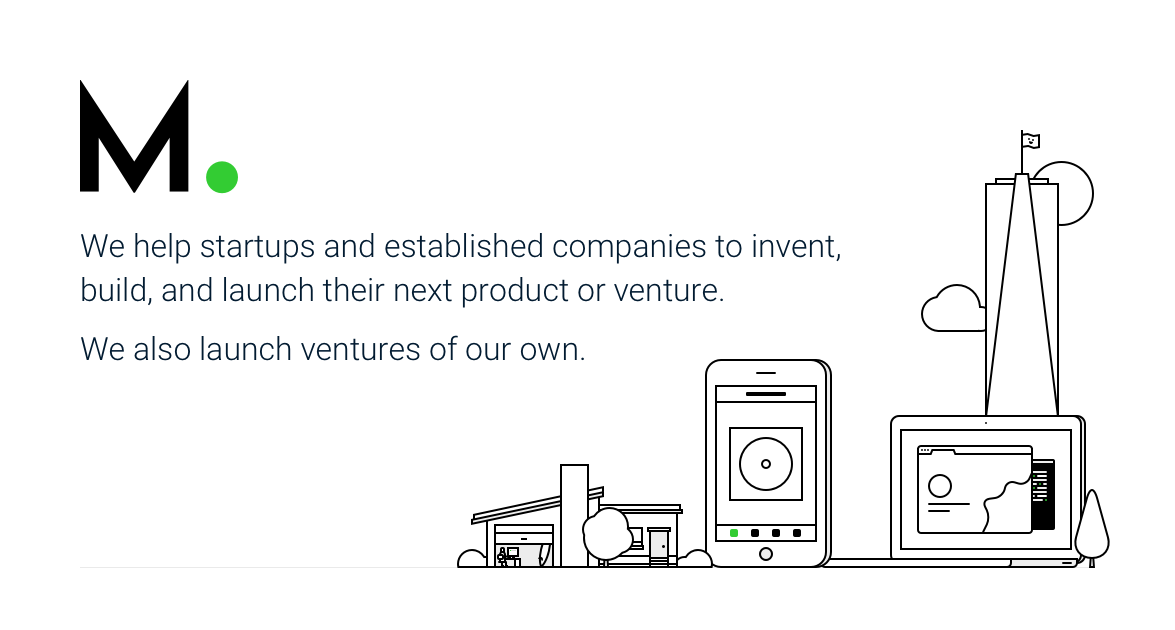 M.
We help startups and established companies to invent,
build, and launch their next product or venture.
We also launch ventures of our own.